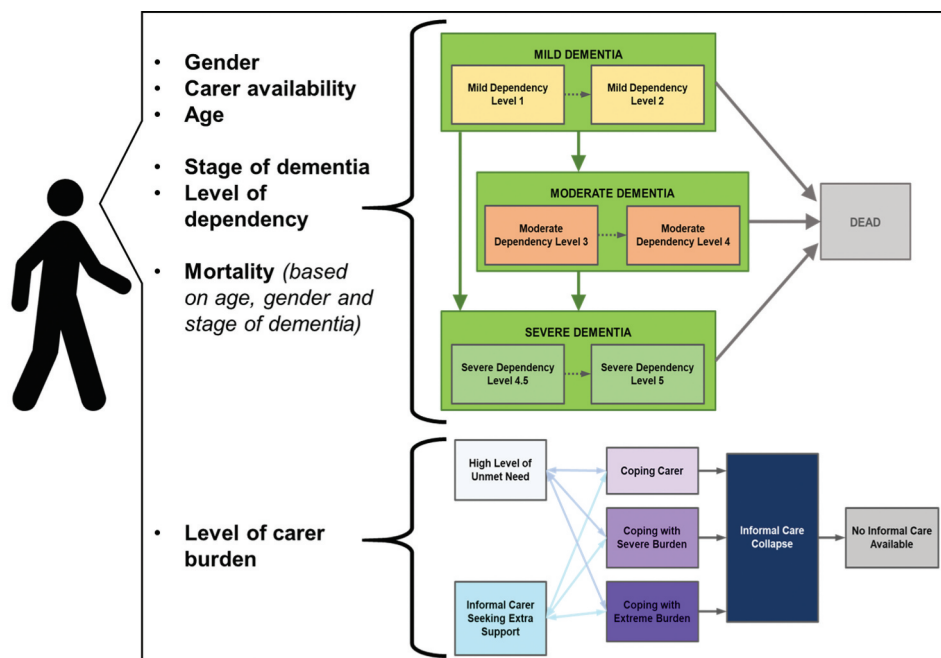 • Gender
• Carer availability
• Age
• Stage of dementia
• Level of
dependency
• Mortality (based
on age, gender and
stage of dementia)
MILD DEMENTIA
Mild Dependency
Level 1
Mild Dependency
Level 2
MODERATE DEMENTIA
Moderate
Dependency Level 3
Moderate
Dependency Level 4
DEAD
SEVERE DEMENTIA
Severe Dependency
Level 4.5
Severe Dependency
Level 5
• Level of carer
burden
High Level of
Unmet Need
Informal Carer
Seeking Extra
Support
Coping Carer
Coping with
Severe Burden
Coping with
Extreme Burden
Informal Care
Collapse
No Informal Care
Available